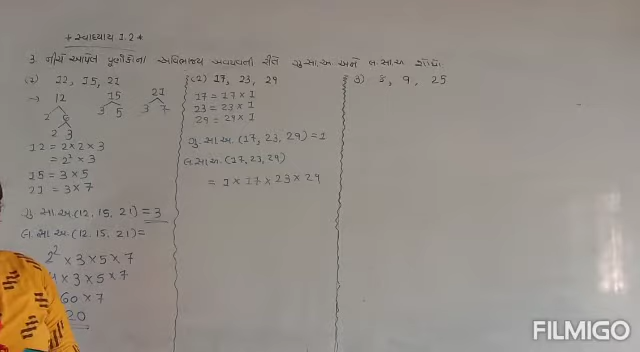 * સ્વાધ્યાય 1.2 *
3. નીચે આપેલ પૂર્ણાંકોના અવિભાજ્ય અવયવની રીતે ગુ.સા.અ. અને લ.સા.અ. શોધો.
(1) 12, 15, 21
→ 12
2 6
2 3
15
3 5
21
3 7
12 = 2 × 2 × 3
= 2² × 3
15 = 3 × 5
21 = 3 × 7
ગુ.સા.અ. (12, 15, 21) = 3
લ.સા.અ. (12, 15, 21) =
2² × 3 × 5 × 7
4 × 3 × 5 × 7
60 × 7
20
(2) 17, 23, 29
17 = 17 × 1
23 = 23 × 1
29 = 29 × 1
ગુ.સા.અ. (17, 23, 29) = 1
લ.સા.અ. (17, 23, 29)
= 1 × 17 × 23 × 29
3) 8, 9, 25
FILMIGO